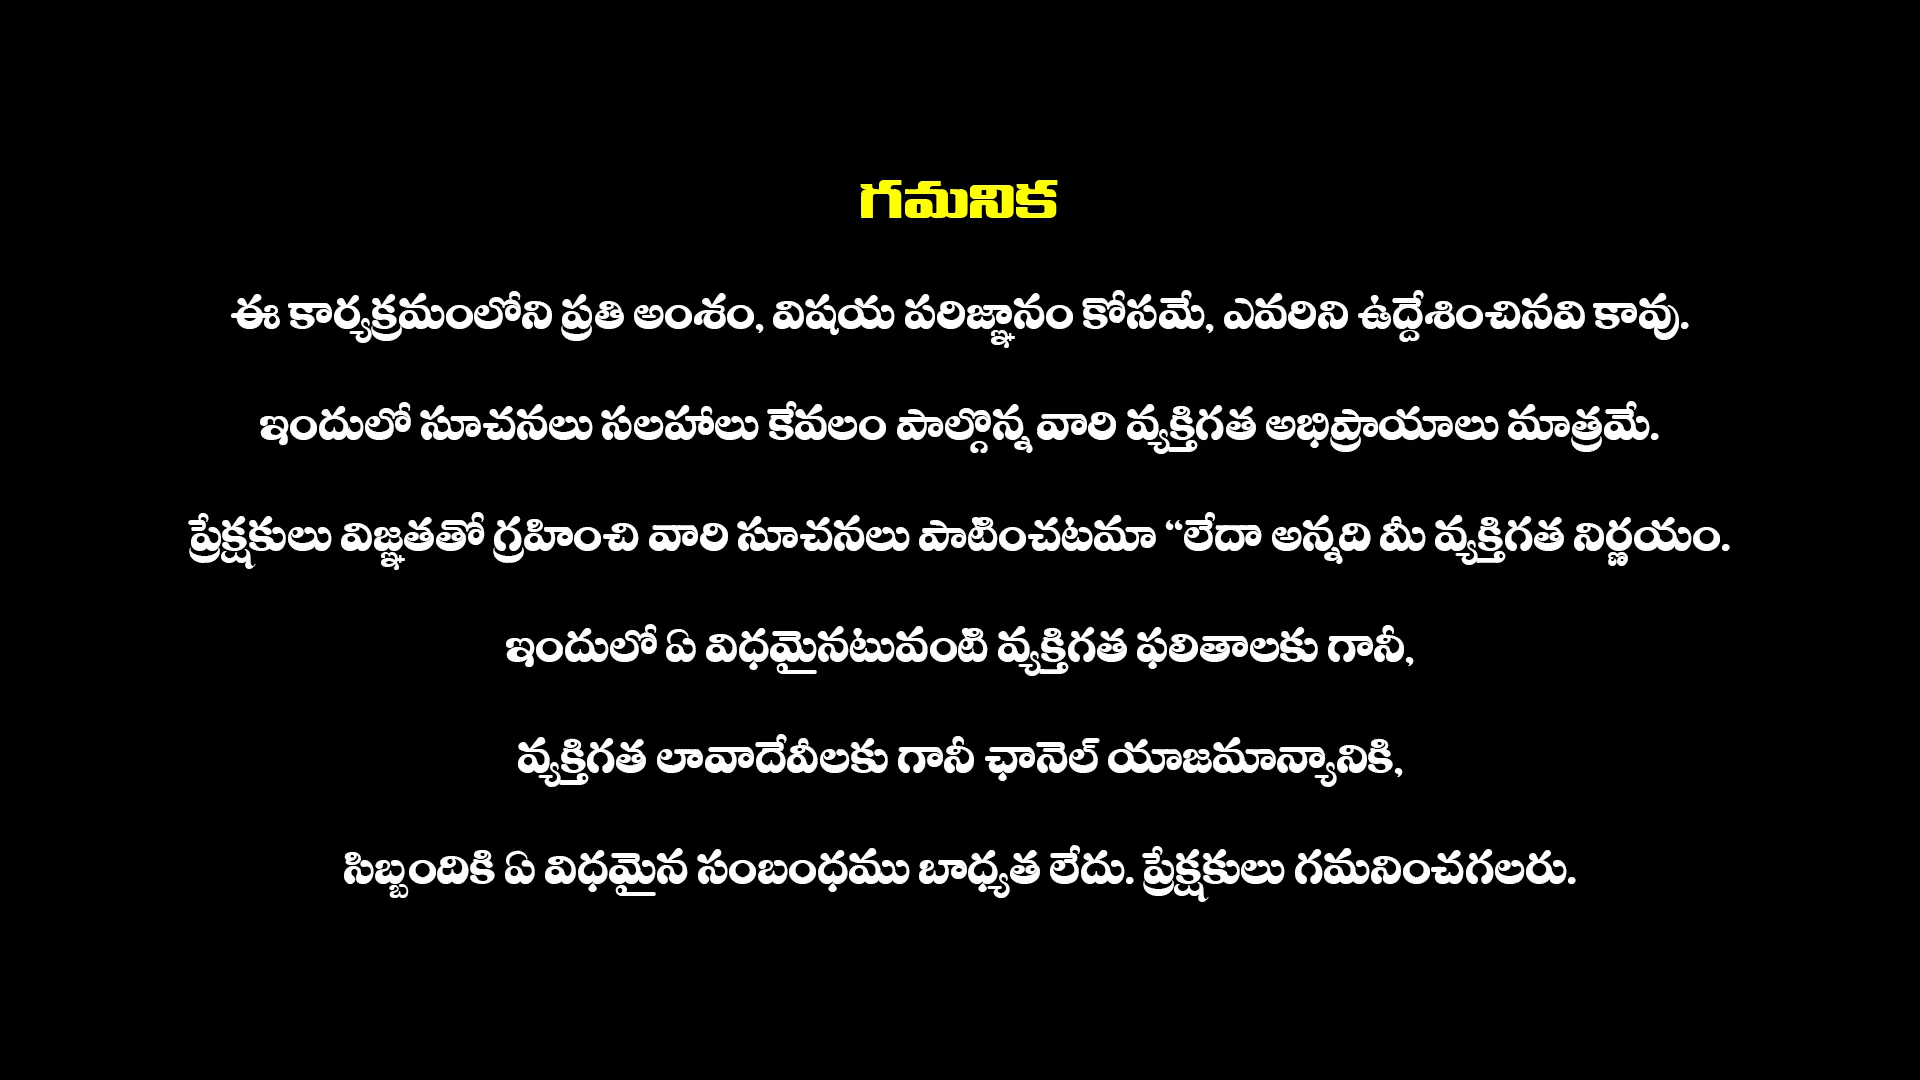 గమనిక
ఈ కార్యక్రమంలోని ప్రతి అంశం, విషయ పరిజ్ఞానం కోసమే, ఎవరిని ఉద్దేశించినవి కావు.
ఇందులో సూచనలు సలహాలు కేవలం పాల్గొన్న వారి వ్యక్తిగత అభిప్రాయాలు మాత్రమే.
ప్రేక్షకులు విజ్ఞతతో గ్రహించి వారి సూచనలు పాటించటమా “లేదా అన్నది మీ వ్యక్తిగత నిర్ణయం.
ఇందులో ఏ విధమైనటువంటి వ్యక్తిగత ఫలితాలకు గానీ,
వ్యక్తిగత లావాదేవీలకు గానీ ఛానెల్ యాజమాన్యానికి,
సిబ్బందికి ఏ విధమైన సంబంధము బాధ్యత లేదు. ప్రేక్షకులు గమనించగలరు.